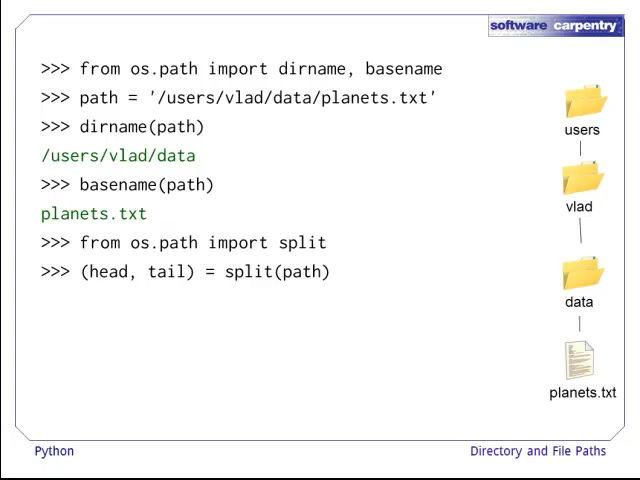 software carpentry
>>> from os.path import dirname, basename
>>> path = '/users/vlad/data/planets.txt'
>>> dirname(path)
/users/vlad/data
>>> basename(path)
planets.txt
>>> from os.path import split
>>> (head, tail) = split(path)
users
vlad
data
planets.txt
Python
Directory and File Paths